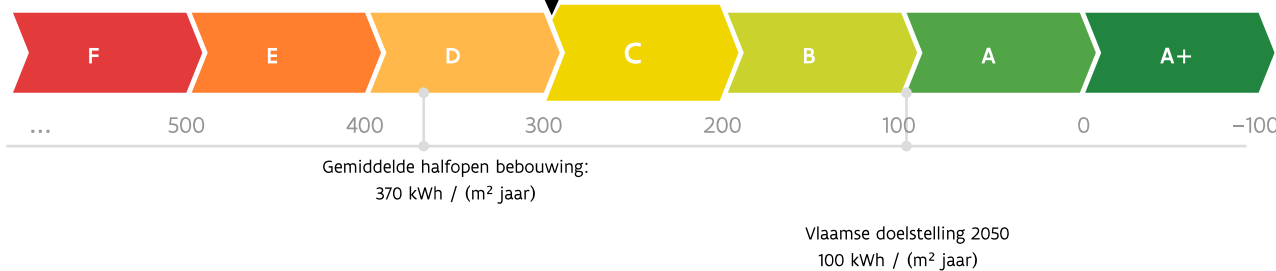 F E D C B A A+
... 500 400 300 200 100 0 −100
Gemiddelde halfopen bebouwing:
370 kWh / (m² jaar)
Vlaamse doelstelling 2050
100 kWh / (m² jaar)